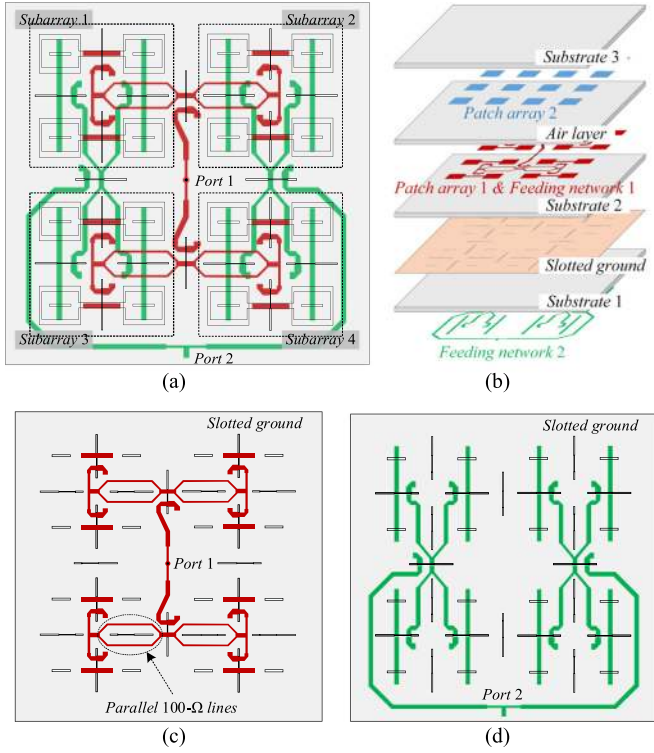 Subarray 1
Subarray 2
Port 1
Subarray 3
Subarray 4
Port 2
(a)
Substrate 3
Patch array 2
Air layer
Patch array 1 & Feeding network 1
Substrate 2
Slotted ground
Substrate 1
Feeding network 2
(b)
Slotted ground
Port 1
Parallel 100-Ω lines
(c)
Slotted ground
Port 2
(d)